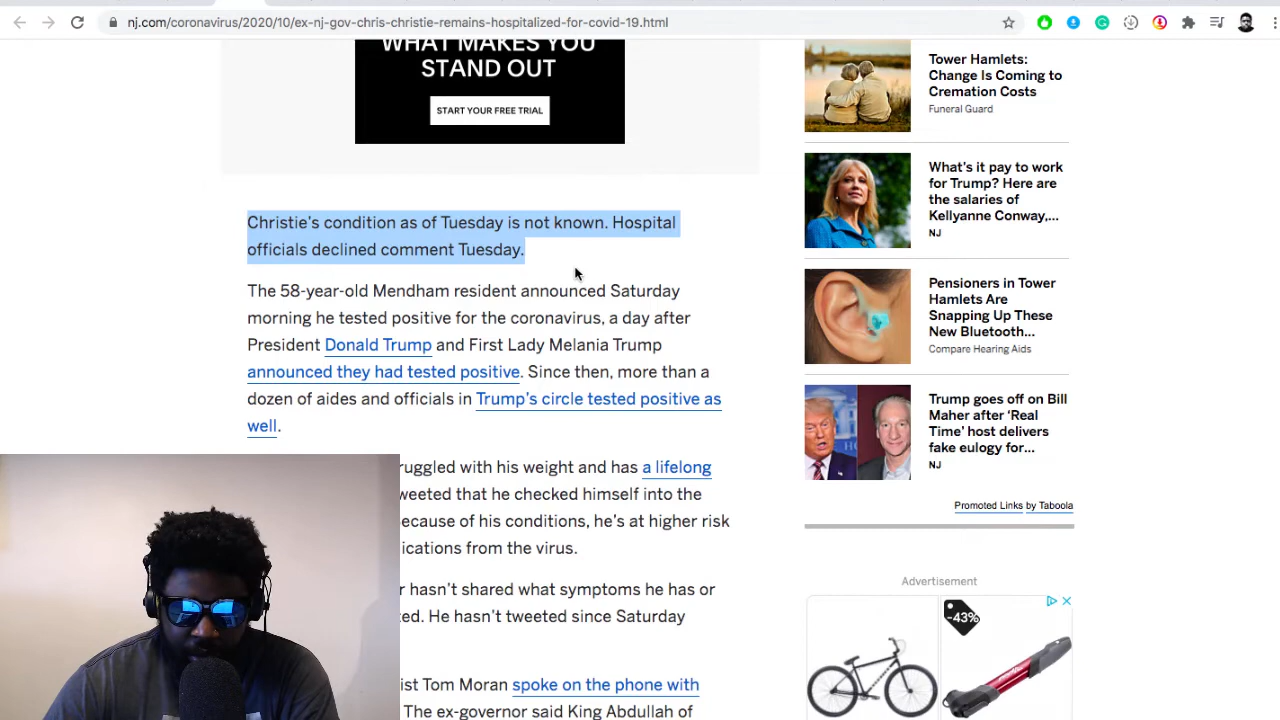 nj.com/coronavirus/2020/10/ex-nj-gov-chris-christie-remains-hospitalized-for-covid-19.html
WHAT MAKES YOU
STAND OUT
START YOUR FREE TRIAL
Christie's condition as of Tuesday is not known. Hospital
officials declined comment Tuesday.
The 58-year-old Mendham resident announced Saturday
morning he tested positive for the coronavirus, a day after
President Donald Trump and First Lady Melania Trump
announced they had tested positive. Since then, more than a
dozen of aides and officials in Trump's circle tested positive as
well.
ruggled with his weight and has a lifelong
weeted that he checked himself into the
ecause of his conditions, he's at higher risk
ications from the virus.
r hasn't shared what symptoms he has or
ted. He hasn't tweeted since Saturday
ist Tom Moran spoke on the phone with
The ex-governor said King Abdullah of
Tower Hamlets:
Change Is Coming to
Cremation Costs
Funeral Guard
What's it pay to work
for Trump? Here are
the salaries of
Kellyanne Conway,...
NJ
Pensioners in Tower
Hamlets Are
Snapping Up These
New Bluetooth...
Compare Hearing Aids
Trump goes off on Bill
Maher after 'Real
Time' host delivers
fake eulogy for...
NJ
Promoted Links by Taboola
Advertisement
-43%